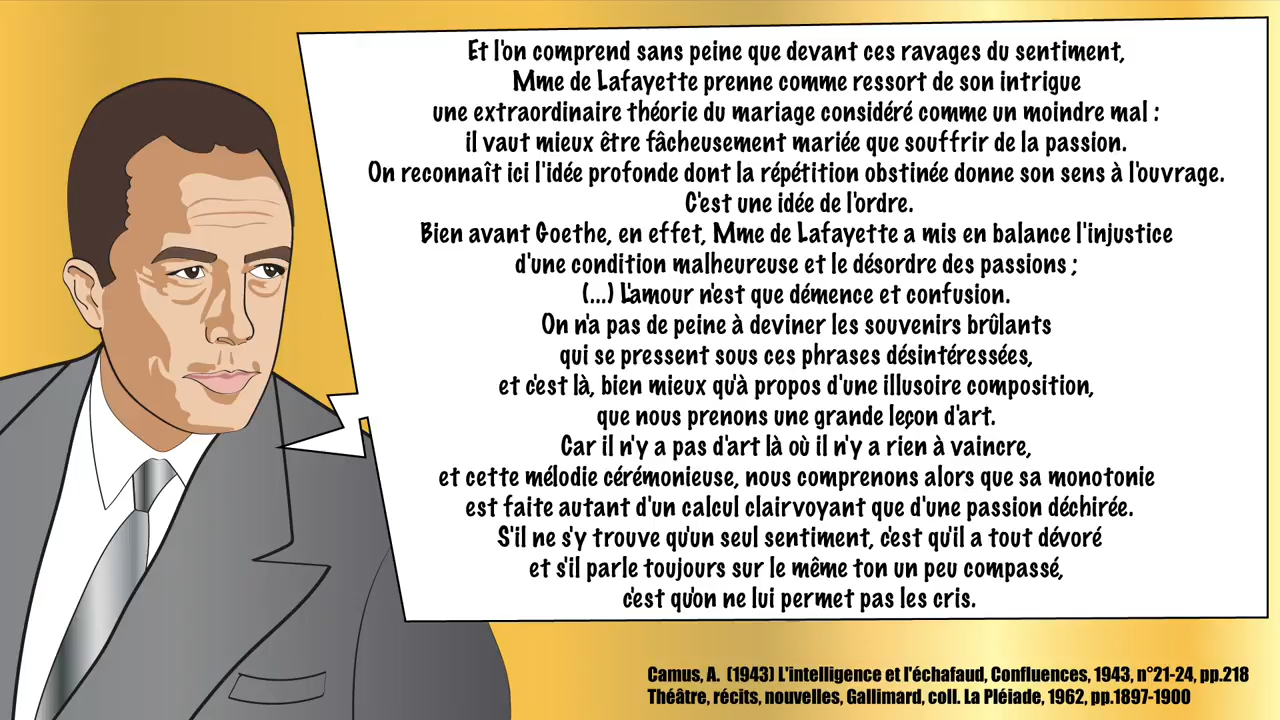 Et l'on comprend sans peine que devant ces ravages du sentiment,
Mme de Lafayette prenne comme ressort de son intrigue
une extraordinaire théorie du mariage considéré comme un moindre mal :
il vaut mieux être fâcheusement mariée que souffrir de la passion.
On reconnaît ici l'idée profonde dont la répétition obstinée donne son sens à l'ouvrage.
C'est une idée de l'ordre.
Bien avant Goethe, en effet, Mme de Lafayette a mis en balance l'injustice
d'une condition malheureuse et le désordre des passions ;
(...) L'amour n'est que démence et confusion.
On n'a pas de peine à deviner les souvenirs brûlants
qui se pressent sous ces phrases désintéressées,
et c'est là, bien mieux qu'à propos d'une illusoire composition,
que nous prenons une grande leçon d'art.
Car il n'y a pas d'art là où il n'y a rien à vaincre,
et cette mélodie cérémonieuse, nous comprenons alors que sa monotonie
est faite autant d'un calcul clairvoyant que d'une passion déchirée.
S'il ne s'y trouve qu'un seul sentiment, c'est qu'il a tout dévoré
et s'il parle toujours sur le même ton un peu compassé,
c'est qu'on ne lui permet pas les cris.
Camus, A. (1943) L'intelligence et l'échafaud, Confluences, 1943, n°21-24, pp.218
Théâtre, récits, nouvelles, Gallimard, coll. La Pléiade, 1962, pp.1897-1900